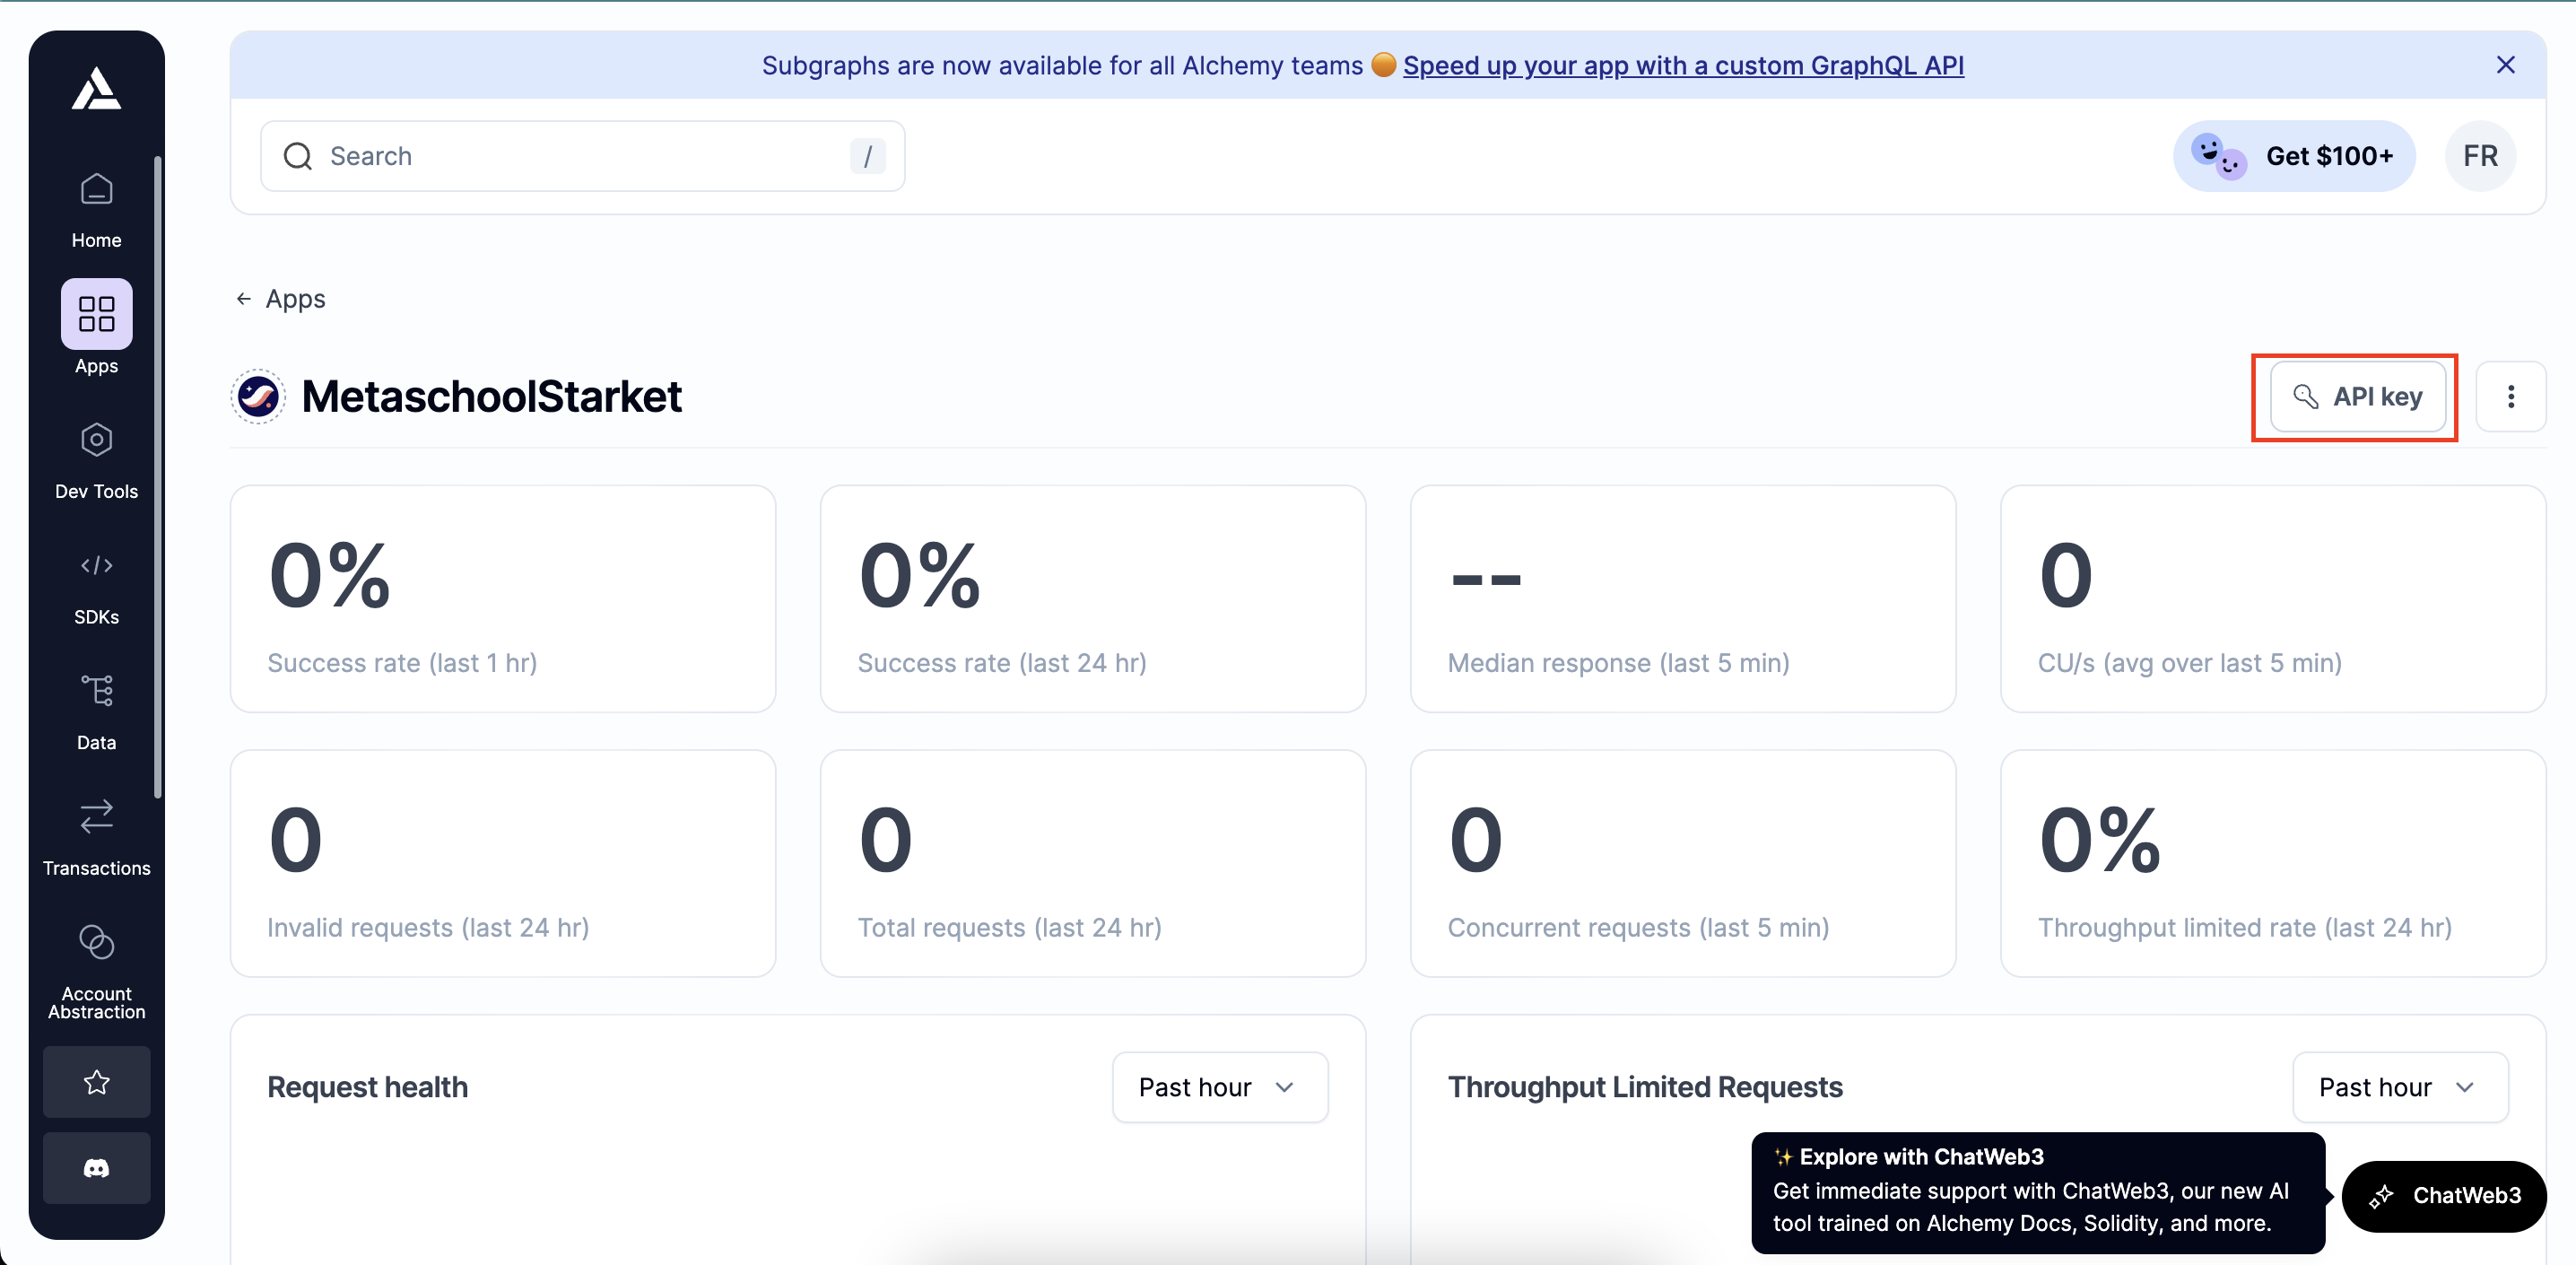 Subgraphs are now available for all Alchemy teams 🟠 Speed up your app with a custom GraphQL API
Search
/
Get $100+
FR
Home
Apps
Dev Tools
SDKs
Data
Transactions
Account
Abstraction
← Apps
MetaschoolStarket
API key
0%
Success rate (last 1 hr)
0%
Success rate (last 24 hr)
--
Median response (last 5 min)
0
CU/s (avg over last 5 min)
0
Invalid requests (last 24 hr)
0
Total requests (last 24 hr)
0
Concurrent requests (last 5 min)
0%
Throughput limited rate (last 24 hr)
Request health
Past hour
Throughput Limited Requests
Past hour
✨ Explore with ChatWeb3
Get immediate support with ChatWeb3, our new AI
tool trained on Alchemy Docs, Solidity, and more.
ChatWeb3